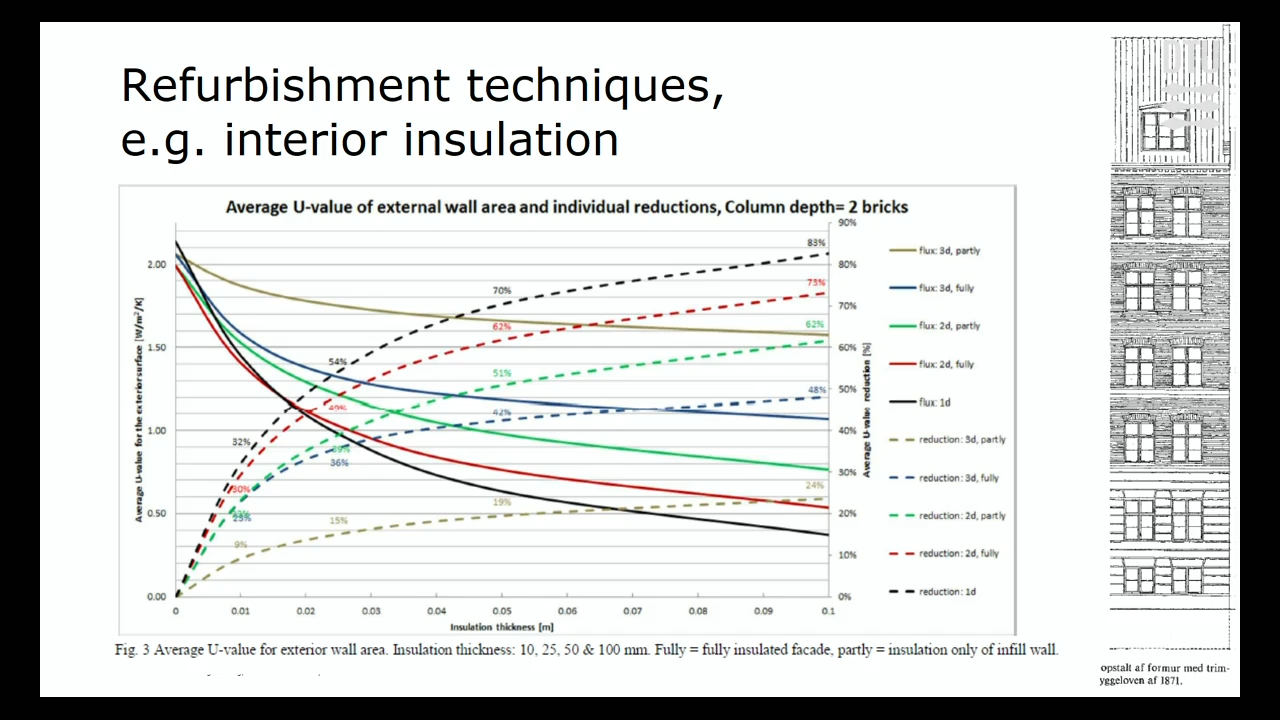 Refurbishment techniques,
e.g. interior insulation
Average U-value of external wall area and individual reductions, Column depth= 2 bricks
Average U-value for the exterior surface [W/m²/K]
2.00
1.50
1.00
0.50
0.00
0
0.01
0.02
0.03
0.04
0.05
0.06
0.07
0.08
0.09
0.1
Insulation thickness [m]
90%
80%
70%
60%
50%
40%
30%
20%
10%
0%
Average U-value reduction [%]
32%
54%
70%
83%
30%
49%
62%
73%
39%
51%
62%
25%
36%
42%
48%
9%
15%
19%
24%
flux: 3d, partly
flux: 3d, fully
flux: 2d, partly
flux: 2d, fully
flux: 1d
reduction: 3d, partly
reduction: 3d, fully
reduction: 2d, partly
reduction: 2d, fully
reduction: 1d
Fig. 3 Average U-value for exterior wall area. Insulation thickness: 10, 25, 50 & 100 mm. Fully = fully insulated facade, partly = insulation only of infill wall.
DTU
opstalt af formur med trim-
yggeloven af 1871.